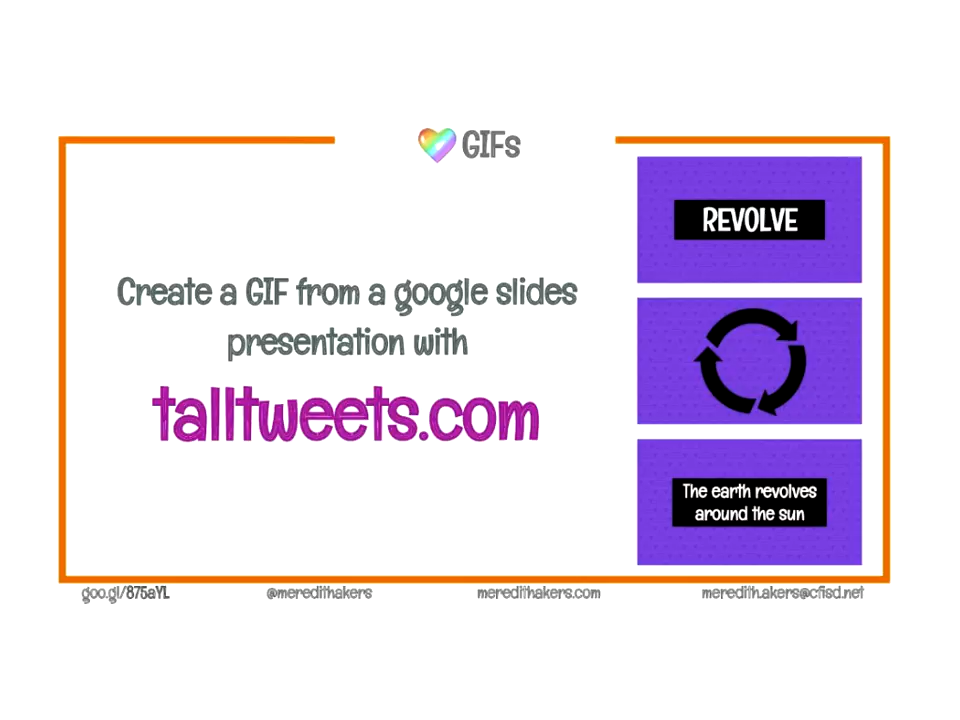 GIFs
Create a GIF from a google slides
presentation with
talltweets.com
REVOLVE
The earth revolves
around the sun
goo.gl/875aYL @meredithakers meredithakers.com meredith.akers@cfisd.net